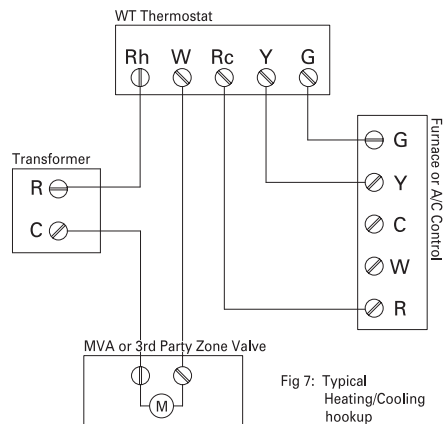 WT Thermostat
Rh W Rc Y G
Transformer
R
C
G
Y
C
W
R
Furnace or A/C Control
MVA or 3rd Party Zone Valve
M
Fig 7: Typical
Heating/Cooling
hookup